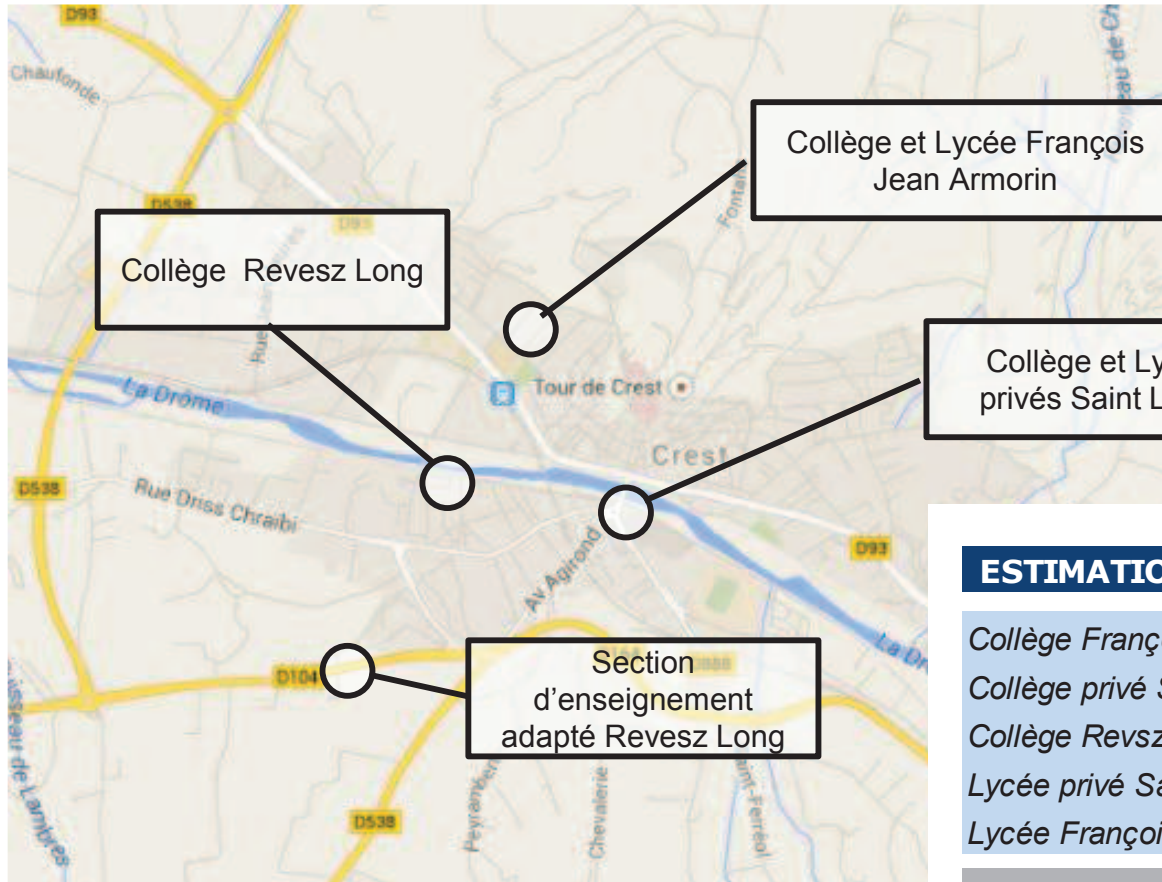 D93
Chaufonde
Collège et Lycée François
Jean Armorin
D538
D93
Collège Revesz Long
Collège et Ly
privés Saint L
La Drôme
Tour de Crest
Crest
D538
Rue Driss Chraibi
D93
Av Agirond
ESTIMATIO
Collège Franç
Collège privé S
Collège Revsz
Lycée privé Sa
Lycée Françoi
La Dr
D104
Section
d’enseignement
adapté Revesz Long
D538
Chevalerie